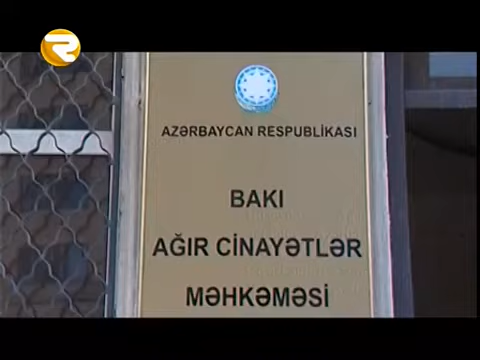 AZƏRBAYCAN RESPUBLİKASI
BAKI
AĞIR CİNAYƏTLƏR
MƏHKƏMƏSİ